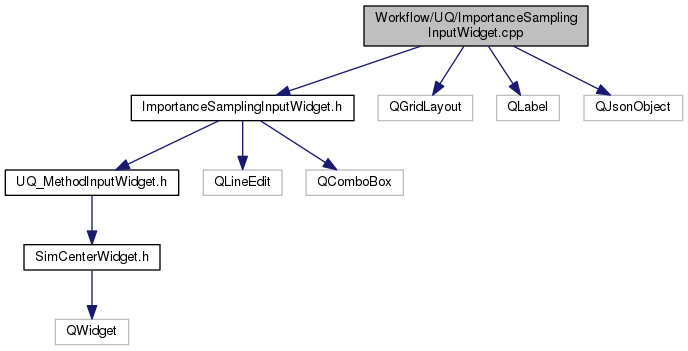 Workflow/UQ/ImportanceSampling
InputWidget.cpp
ImportanceSamplingInputWidget.h
QGridLayout
QLabel
QJsonObject
UQ_MethodInputWidget.h
QLineEdit
QComboBox
SimCenterWidget.h
QWidget